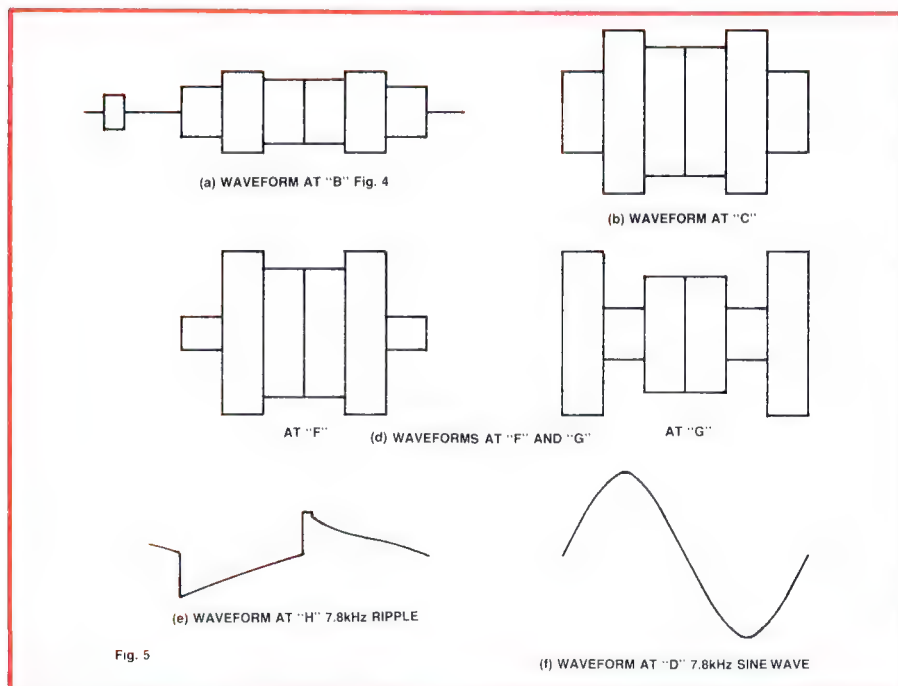 (a) WAVEFORM AT "B" Fig. 4
(b) WAVEFORM AT "C"
AT "F"
(d) WAVEFORMS AT "F" AND "G"
AT "G"
(e) WAVEFORM AT "H" 7.8kHz RIPPLE
Fig. 5
(f) WAVEFORM AT "D" 7.8kHz SINE WAVE